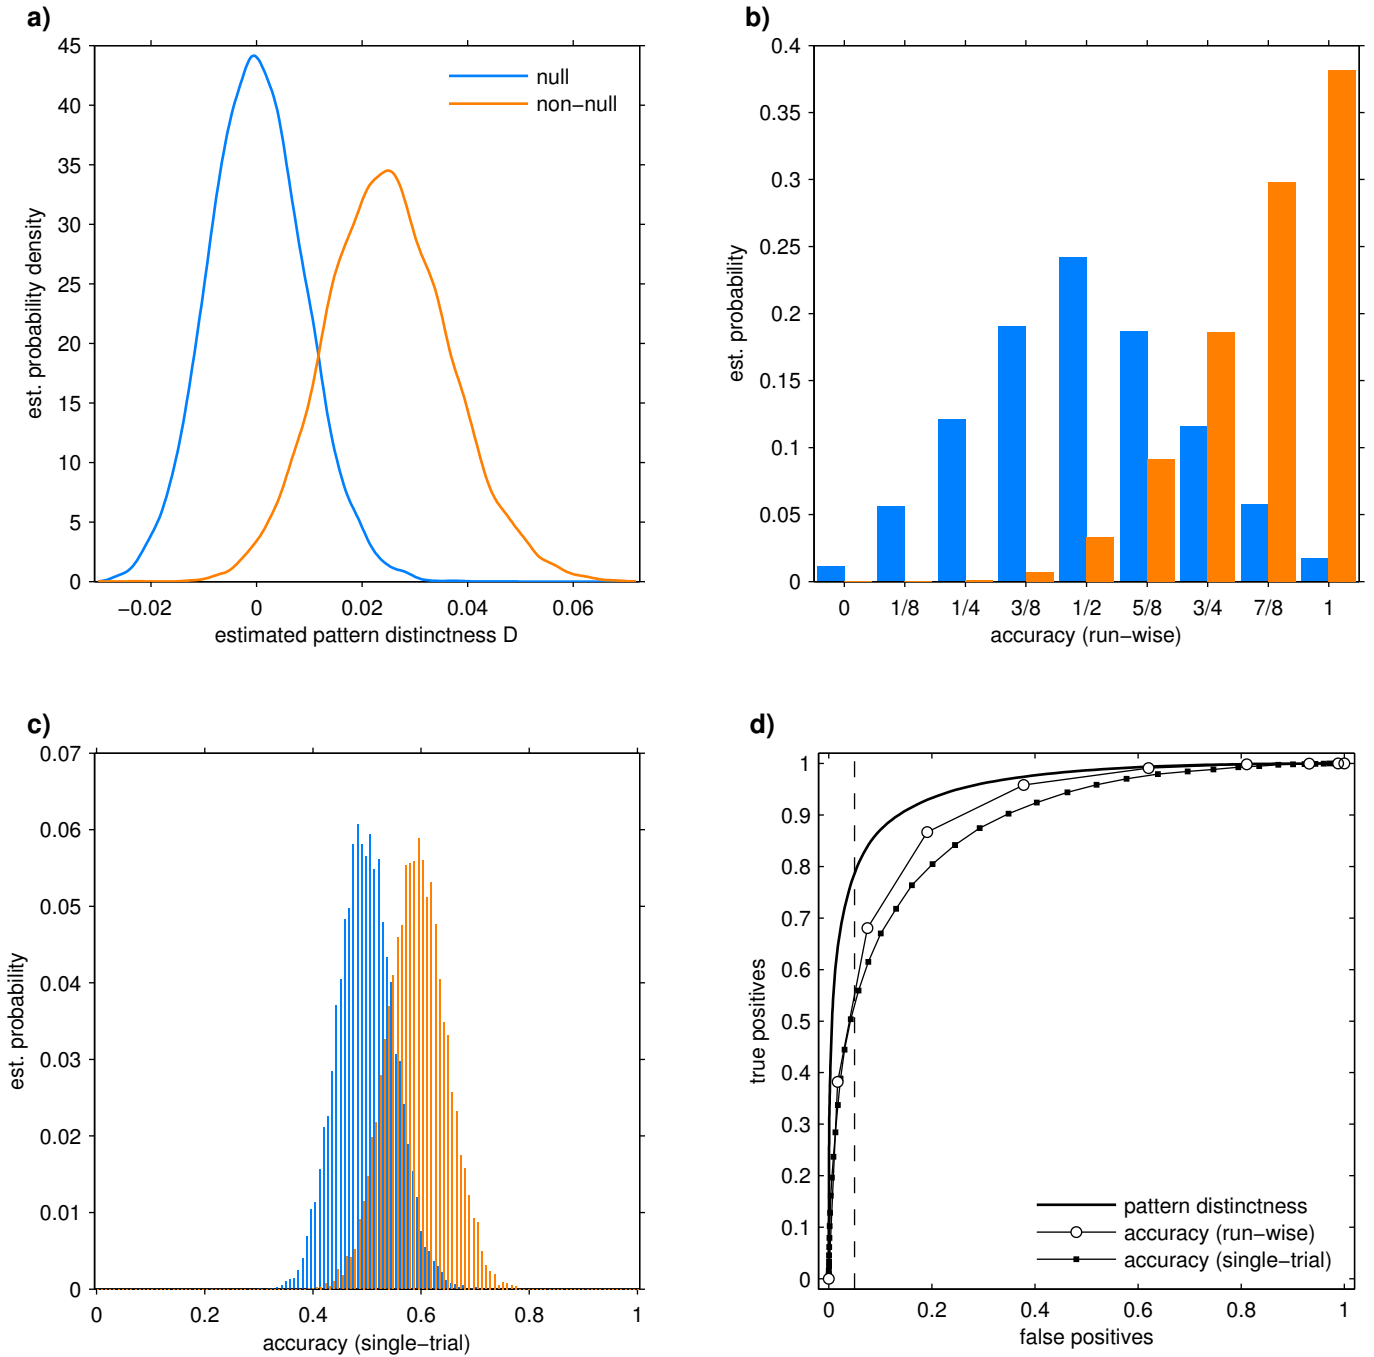 a)
45
40
35
30
25
20
15
10
5
0
est. probability density
null
non−null
−0.02 0 0.02 0.04 0.06
estimated pattern distinctness D
b)
0.4
0.35
0.3
0.25
0.2
0.15
0.1
0.05
0
est. probability
0 1/8 1/4 3/8 1/2 5/8 3/4 7/8 1
accuracy (run−wise)
c)
0.07
0.06
0.05
0.04
0.03
0.02
0.01
0
est. probability
0 0.2 0.4 0.6 0.8 1
accuracy (single−trial)
d)
1
0.9
0.8
0.7
0.6
0.5
0.4
0.3
0.2
0.1
0
true positives
pattern distinctness
accuracy (run−wise)
accuracy (single−trial)
0 0.2 0.4 0.6 0.8 1
false positives